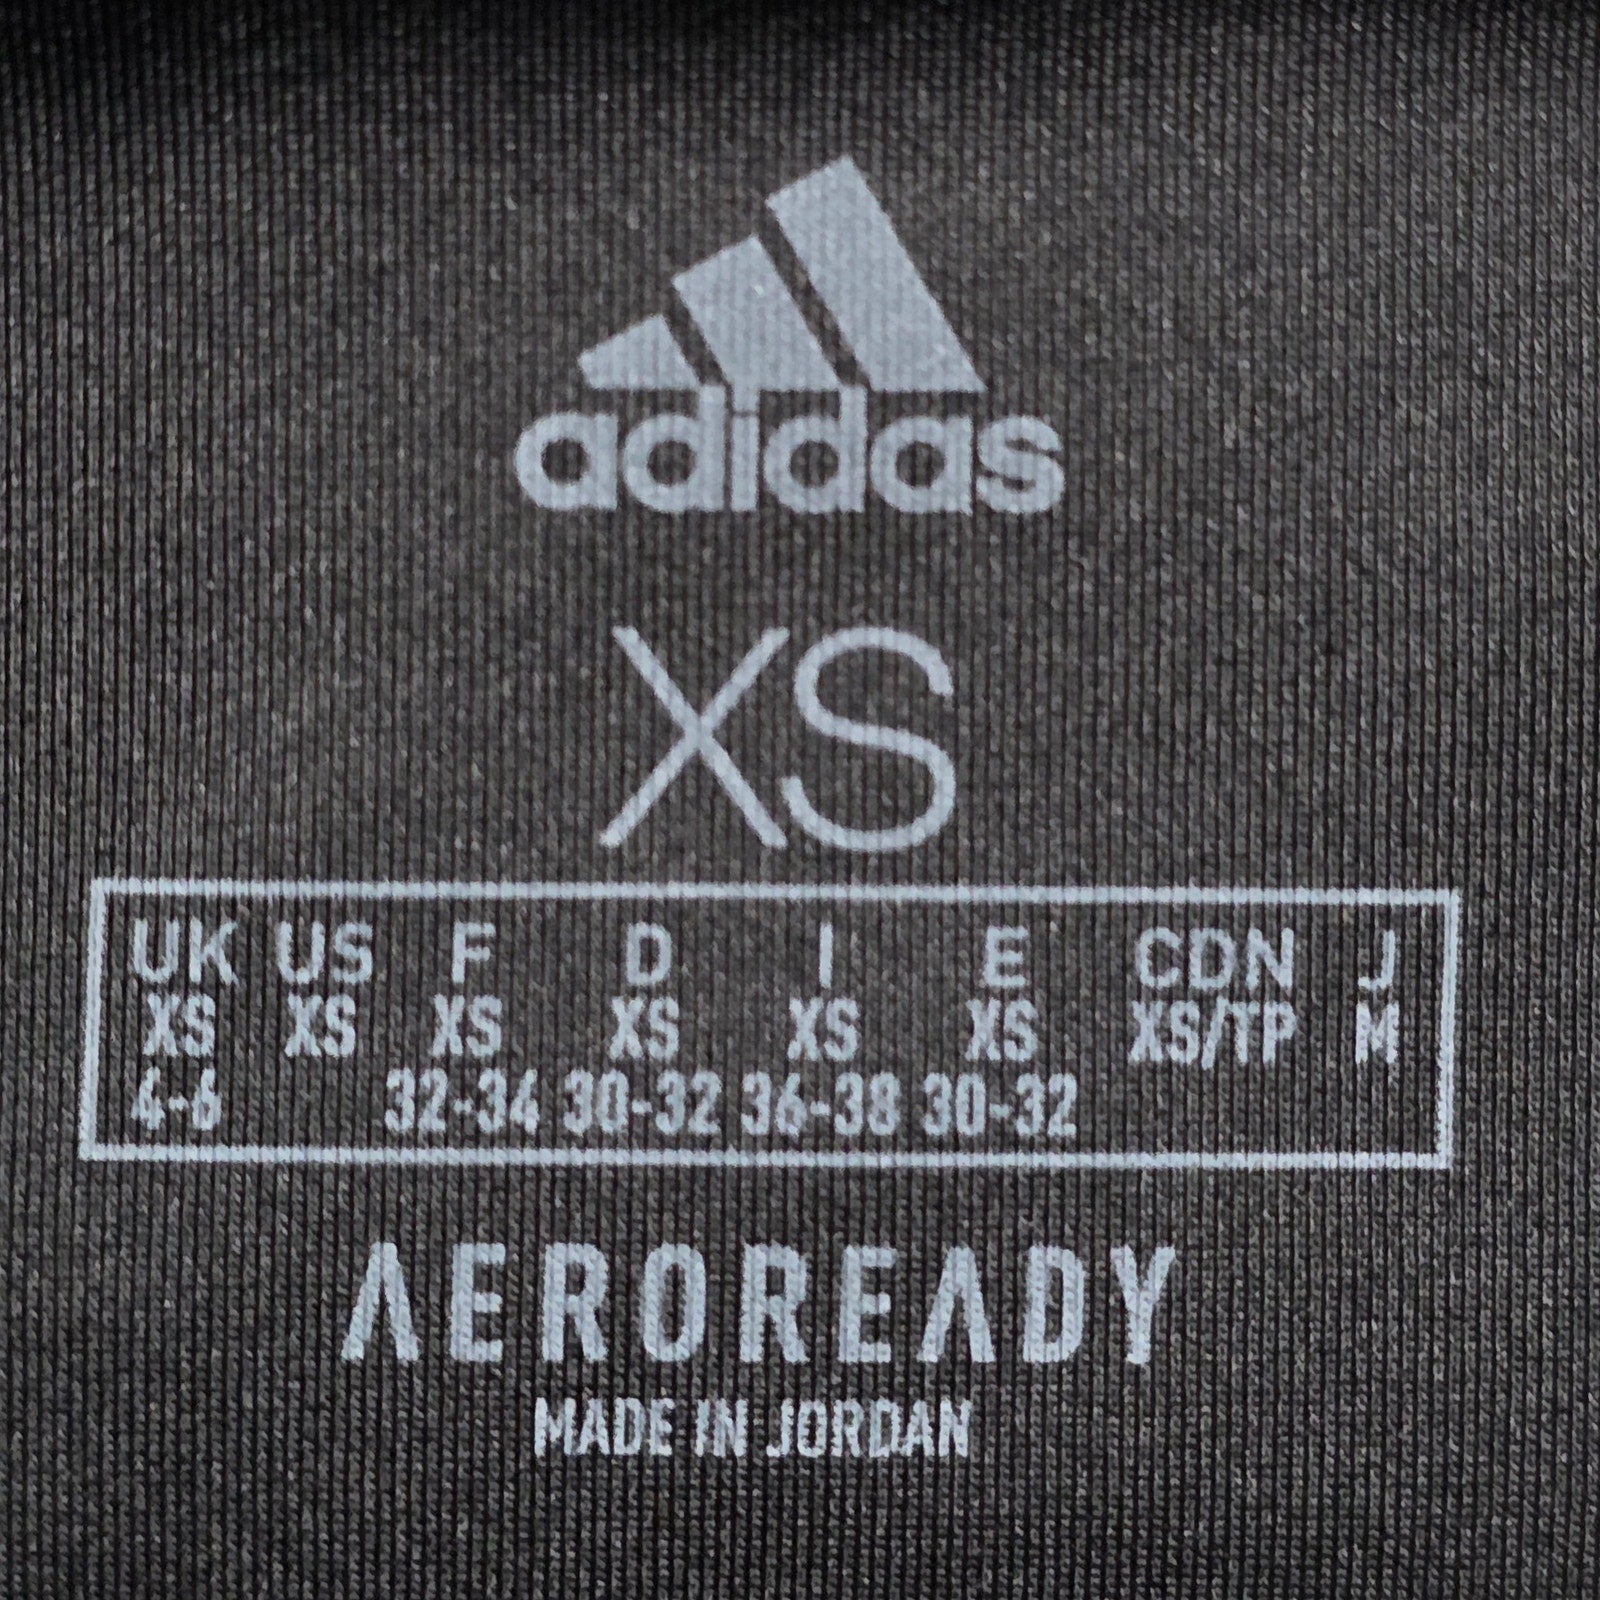 adidas
XS
UK US F D I E CDN J
XS XS XS XS XS XS XS/TP M
4-6 32-34 30-32 36-38 30-32
AEROREADY
MADE IN JORDAN